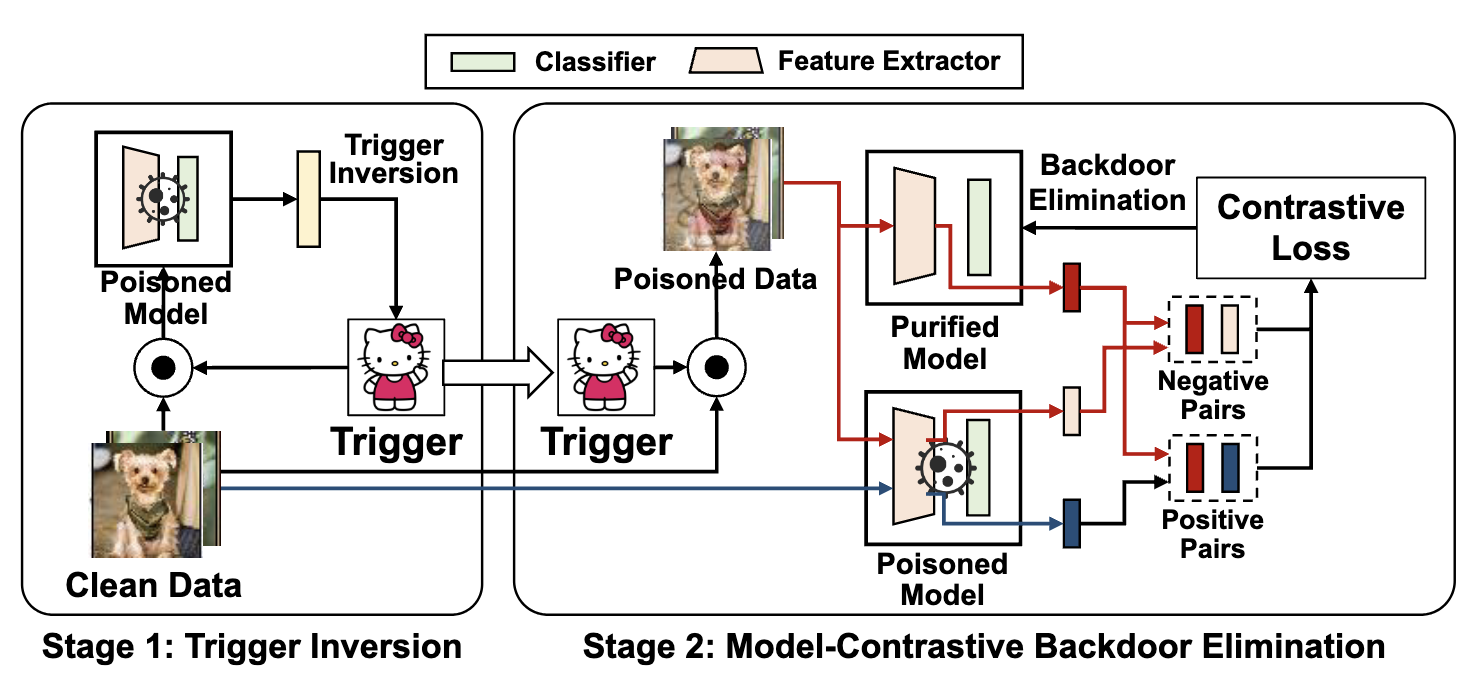 Classifier
Feature Extractor
Trigger
Inversion
Poisoned
Model
Trigger
Clean Data
Stage 1: Trigger Inversion
Poisoned Data
Trigger
Purified
Model
Poisoned
Model
Backdoor
Elimination
Contrastive
Loss
Negative
Pairs
Positive
Pairs
Stage 2: Model-Contrastive Backdoor Elimination